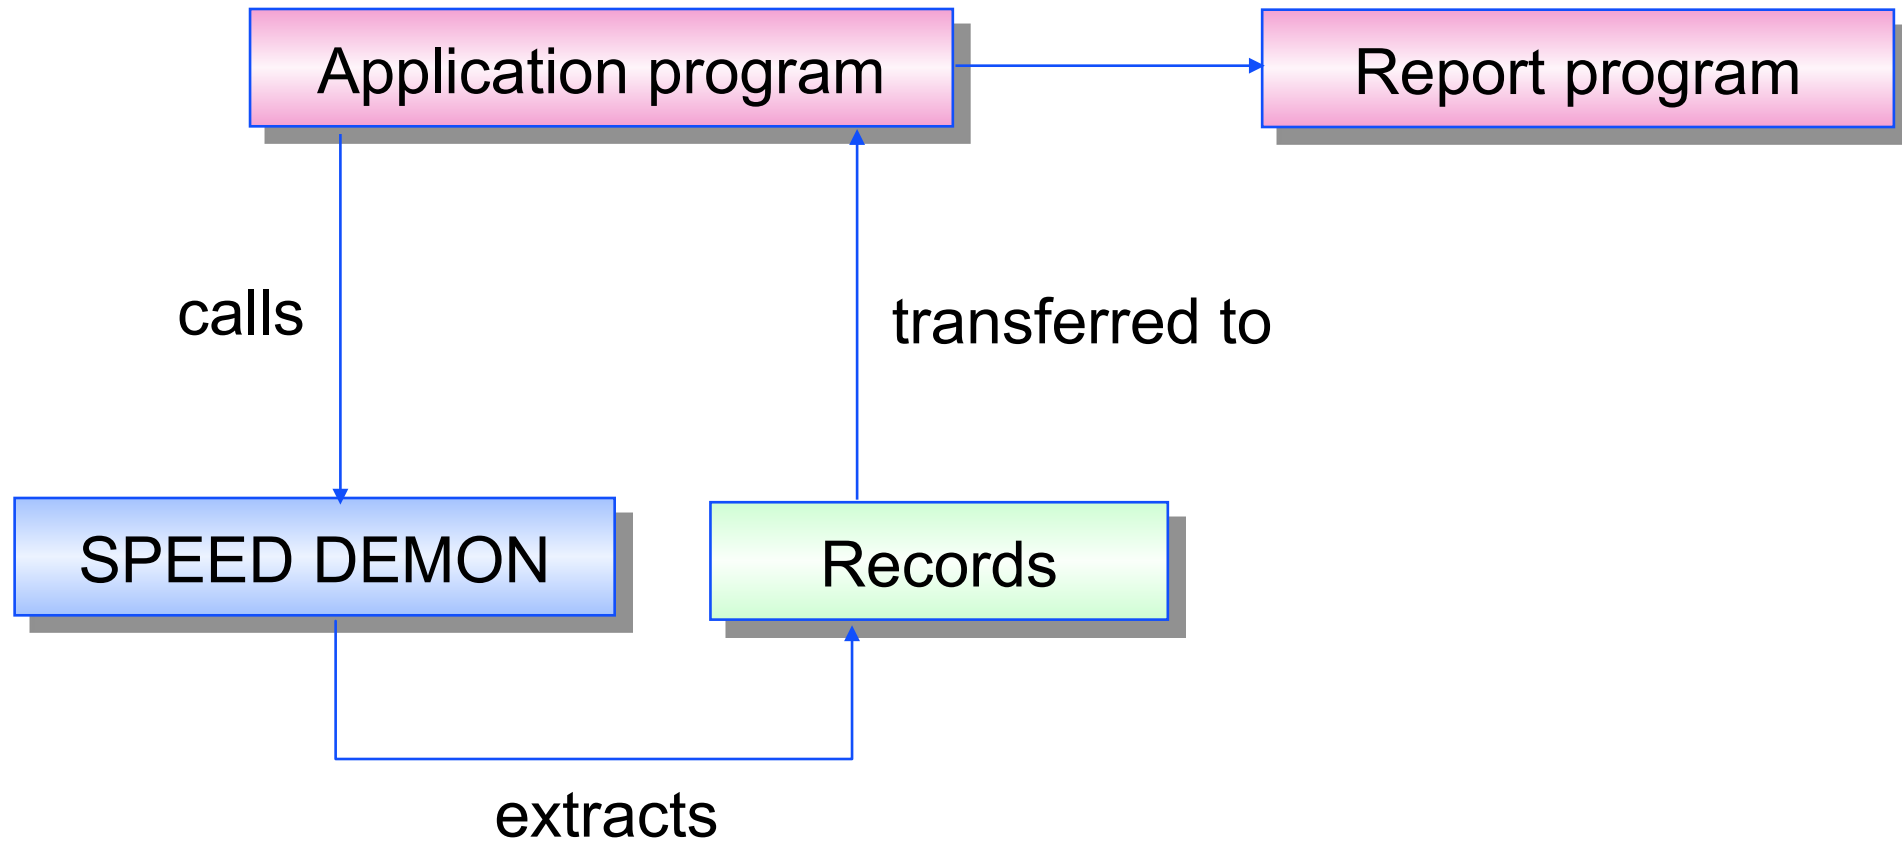 Application program
Report program
calls
transferred to
SPEED DEMON
Records
extracts